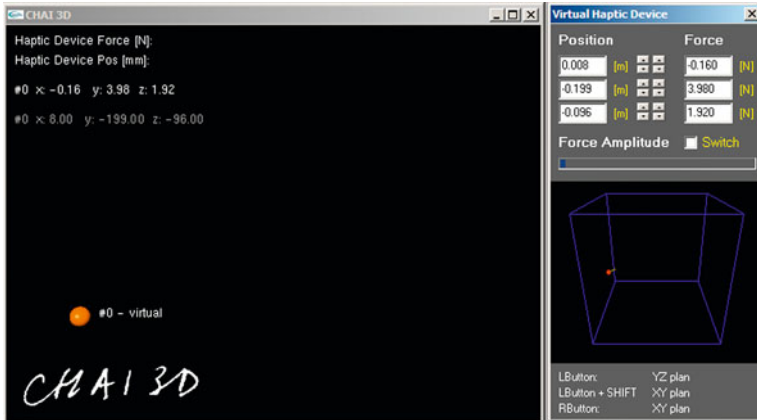 CHAI 3D
Haptic Device Force [N]:
Haptic Device Pos [mm]:
#0 x: -0.16 y: 3.98 z: 1.92
#0 x: 8.00 y: -199.00 z: -96.00
#0 - virtual
CHAI 3D
Virtual Haptic Device
Position Force
0.008 [m] -0.160 [N]
-0.199 [m] 3.980 [N]
-0.096 [m] 1.920 [N]
Force Amplitude Switch
LButton: YZ plan
LButton + SHIFT XY plan
RButton: XY plan